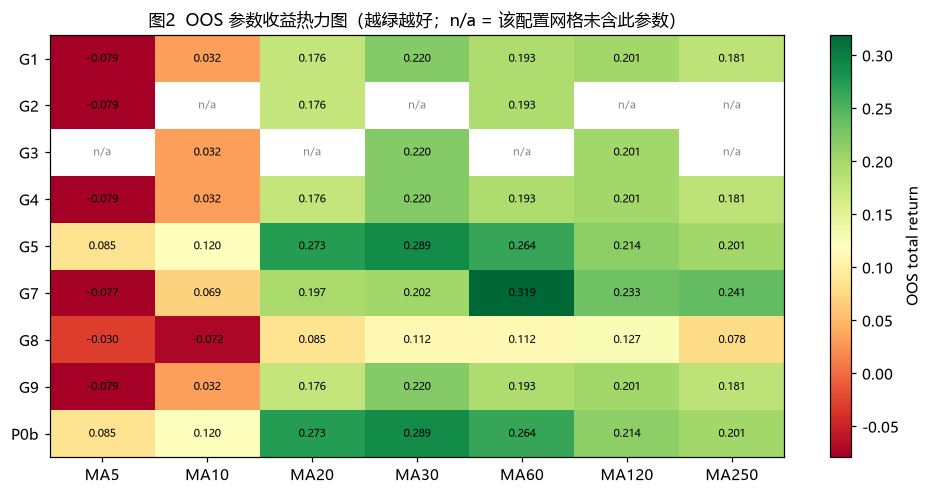 图2 OOS 参数收益热力图（越绿越好；n/a = 该配置网格未含此参数）
G1 -0.079 0.032 0.176 0.220 0.193 0.201 0.181
G2 -0.079 n/a 0.176 n/a 0.193 n/a n/a
G3 n/a 0.032 n/a 0.220 n/a 0.201 n/a
G4 -0.079 0.032 0.176 0.220 0.193 0.201 0.181
G5 0.085 0.120 0.273 0.289 0.264 0.214 0.201
G7 -0.077 0.069 0.197 0.202 0.319 0.233 0.241
G8 -0.030 -0.072 0.085 0.112 0.112 0.127 0.078
G9 -0.079 0.032 0.176 0.220 0.193 0.201 0.181
P0b 0.085 0.120 0.273 0.289 0.264 0.214 0.201
MA5 MA10 MA20 MA30 MA60 MA120 MA250
0.30
0.25
0.20
0.15
0.10
0.05
0.00
-0.05
OOS total return